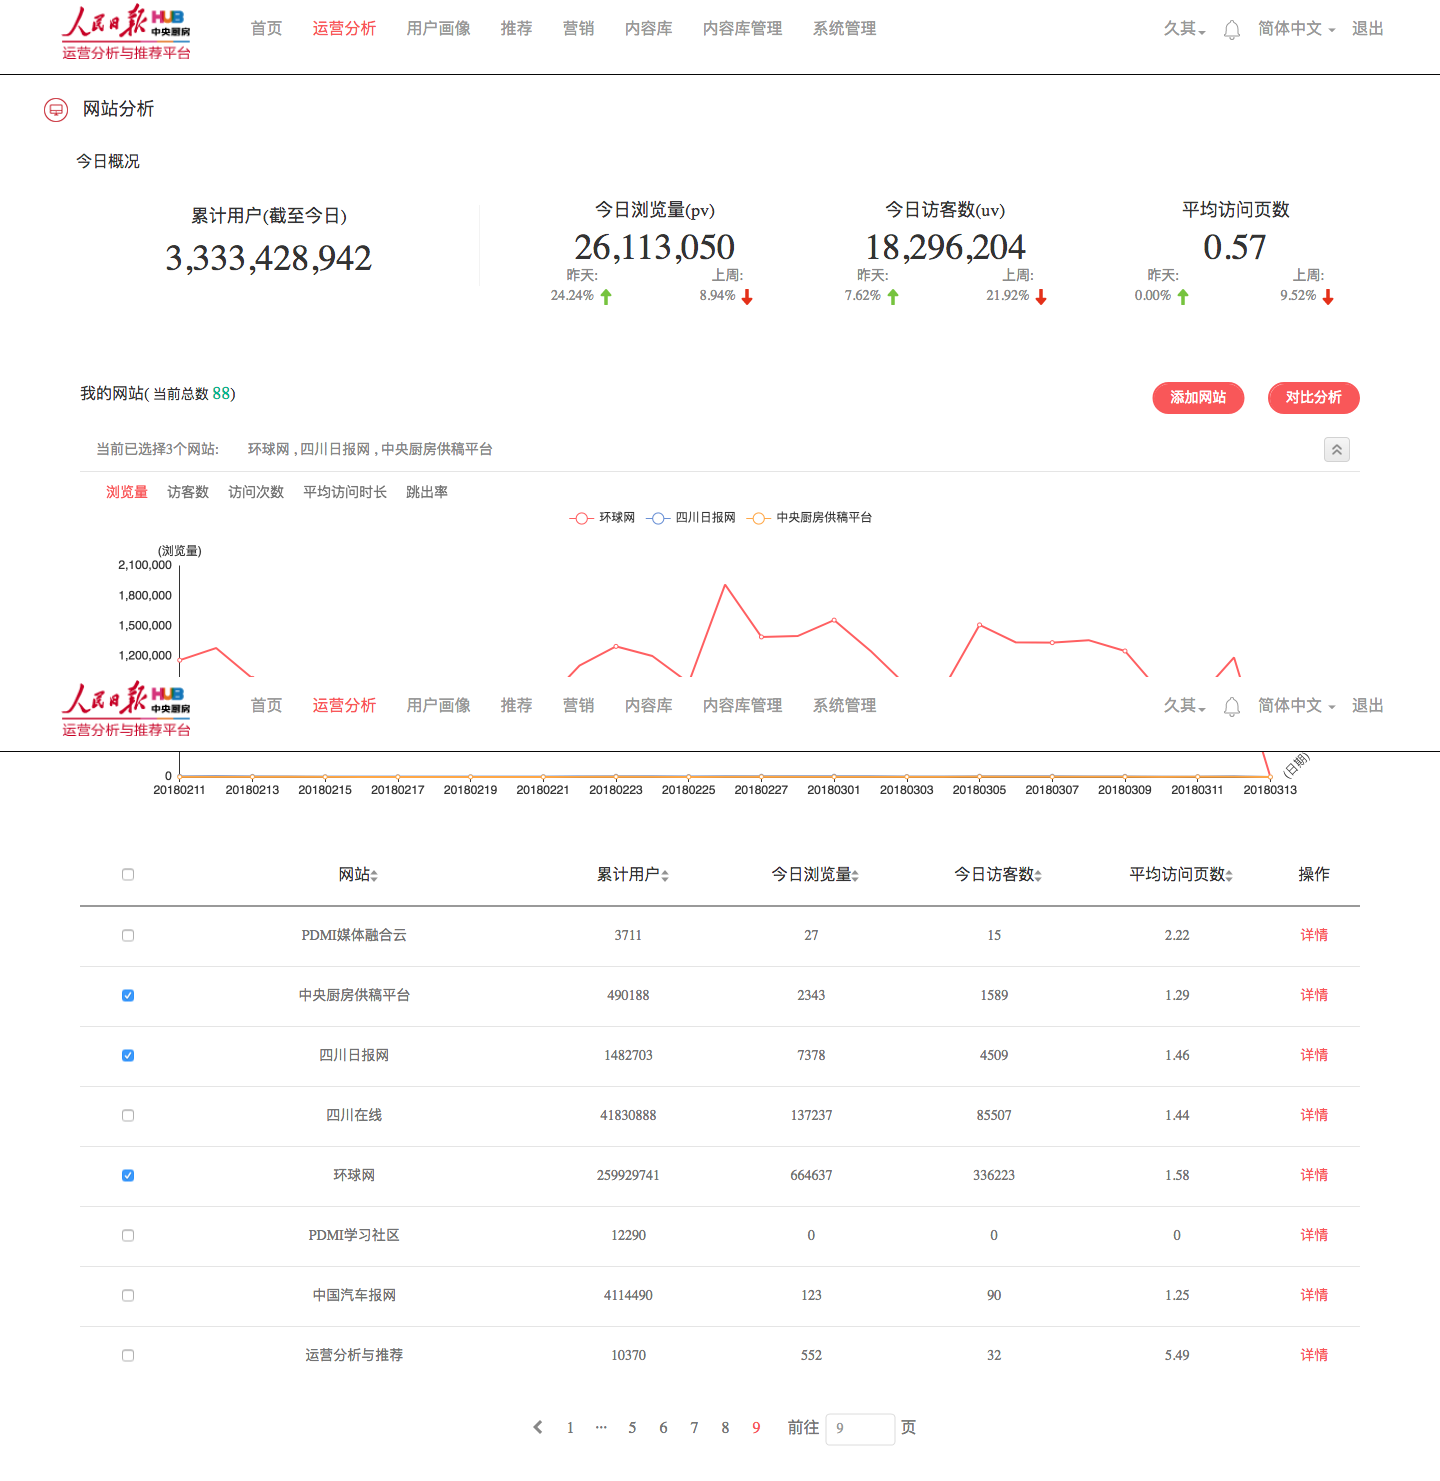 人民日报 HUB 中央厨房
运营分析与推荐平台
首页 运营分析 用户画像 推荐 营销 内容库 内容库管理 系统管理 久其 简体中文 退出
网站分析
今日概况
累计用户(截至今日) 今日浏览量(pv) 今日访客数(uv) 平均访问页数
3,333,428,942 26,113,050 18,296,204 0.57
昨天: 上周: 昨天: 上周: 昨天: 上周:
24.24% 8.94% 7.62% 21.92% 0.00% 9.52%
我的网站( 当前总数 88) 添加网站 对比分析
当前已选择3个网站: 环球网 , 四川日报网 , 中央厨房供稿平台
浏览量 访客数 访问次数 平均访问时长 跳出率
环球网 四川日报网 中央厨房供稿平台
(浏览量)
2,100,000
1,800,000
1,500,000
1,200,000
人民日报 HUB 中央厨房
运营分析与推荐平台
首页 运营分析 用户画像 推荐 营销 内容库 内容库管理 系统管理 久其 简体中文 退出
0 (日期)
20180211 20180213 20180215 20180217 20180219 20180221 20180223 20180225 20180227 20180301 20180303 20180305 20180307 20180309 20180311 20180313
网站 累计用户 今日浏览量 今日访客数 平均访问页数 操作
PDMI媒体融合云 3711 27 15 2.22 详情
中央厨房供稿平台 490188 2343 1589 1.29 详情
四川日报网 1482703 7378 4509 1.46 详情
四川在线 41830888 137237 85507 1.44 详情
环球网 259929741 664637 336223 1.58 详情
PDMI学习社区 12290 0 0 0 详情
中国汽车报网 4114490 123 90 1.25 详情
运营分析与推荐 10370 552 32 5.49 详情
1 ··· 5 6 7 8 9 前往 9 页